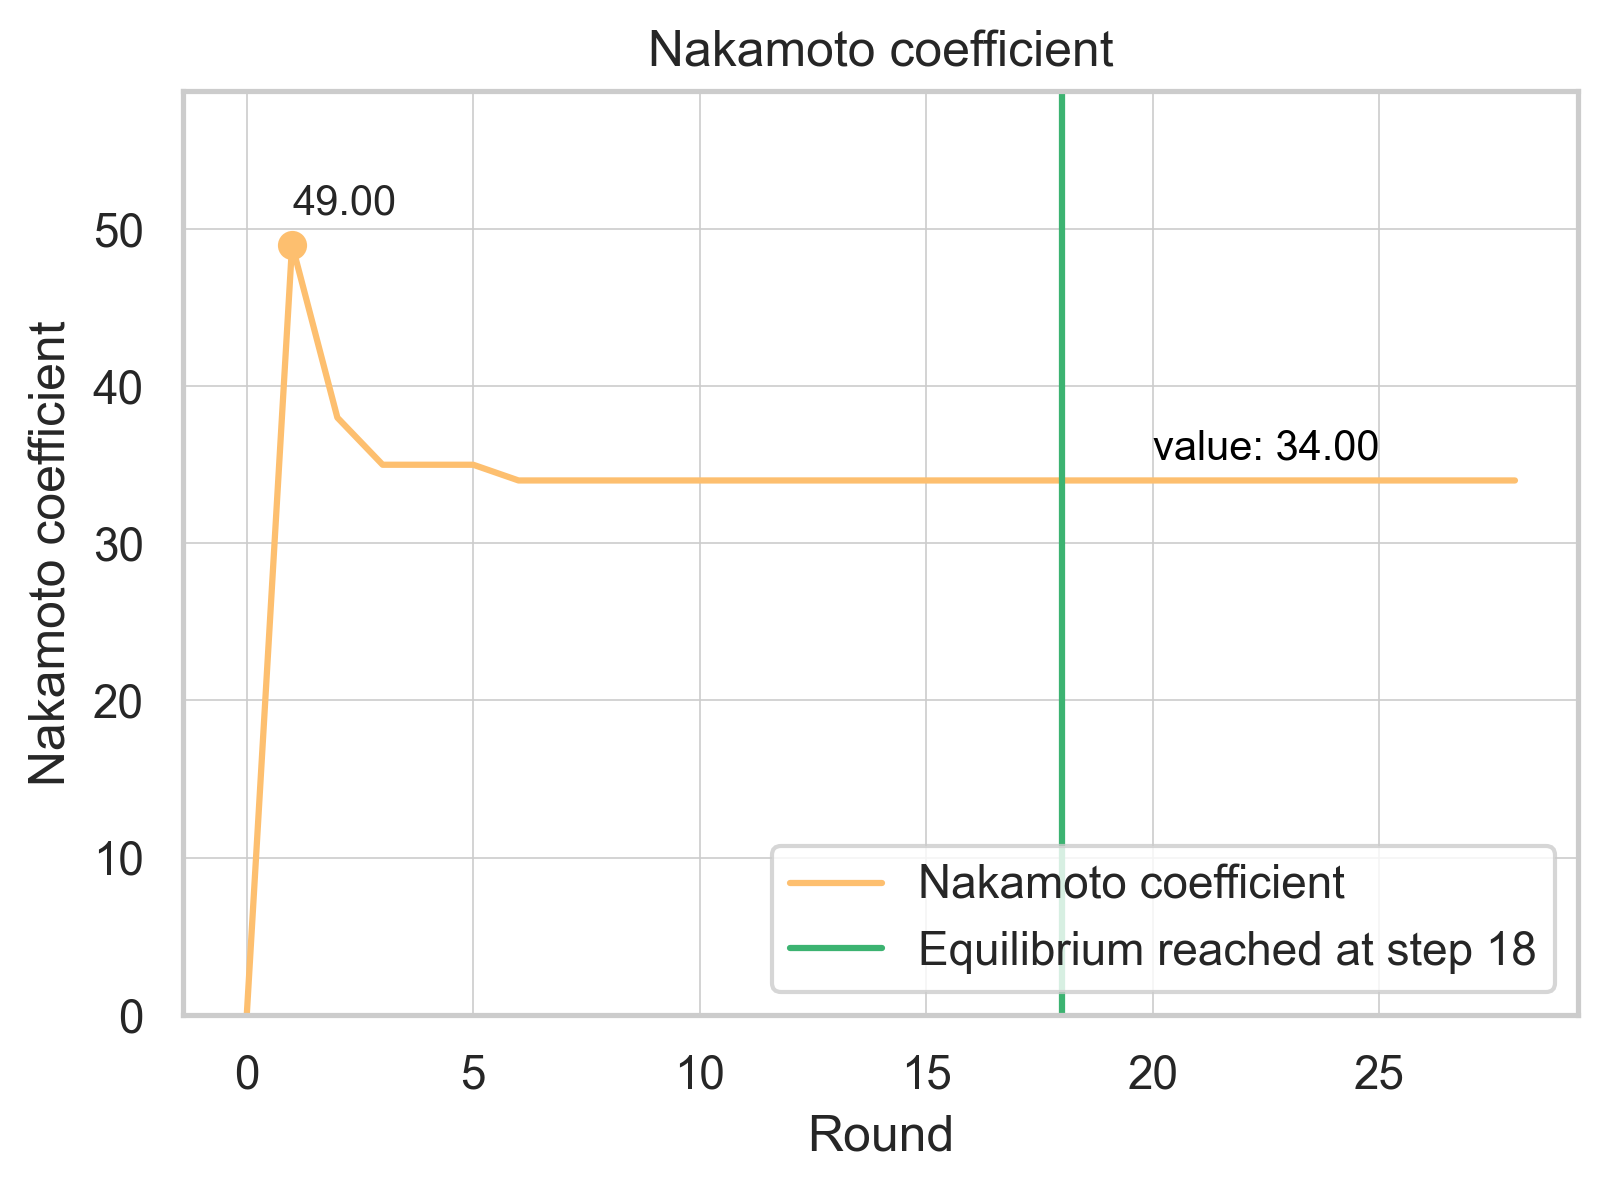 Nakamoto coefficient
49.00
value: 34.00
Nakamoto coefficient
50
40
30
20
10
0
0 5 10 15 20 25
Round
Nakamoto coefficient
Equilibrium reached at step 18